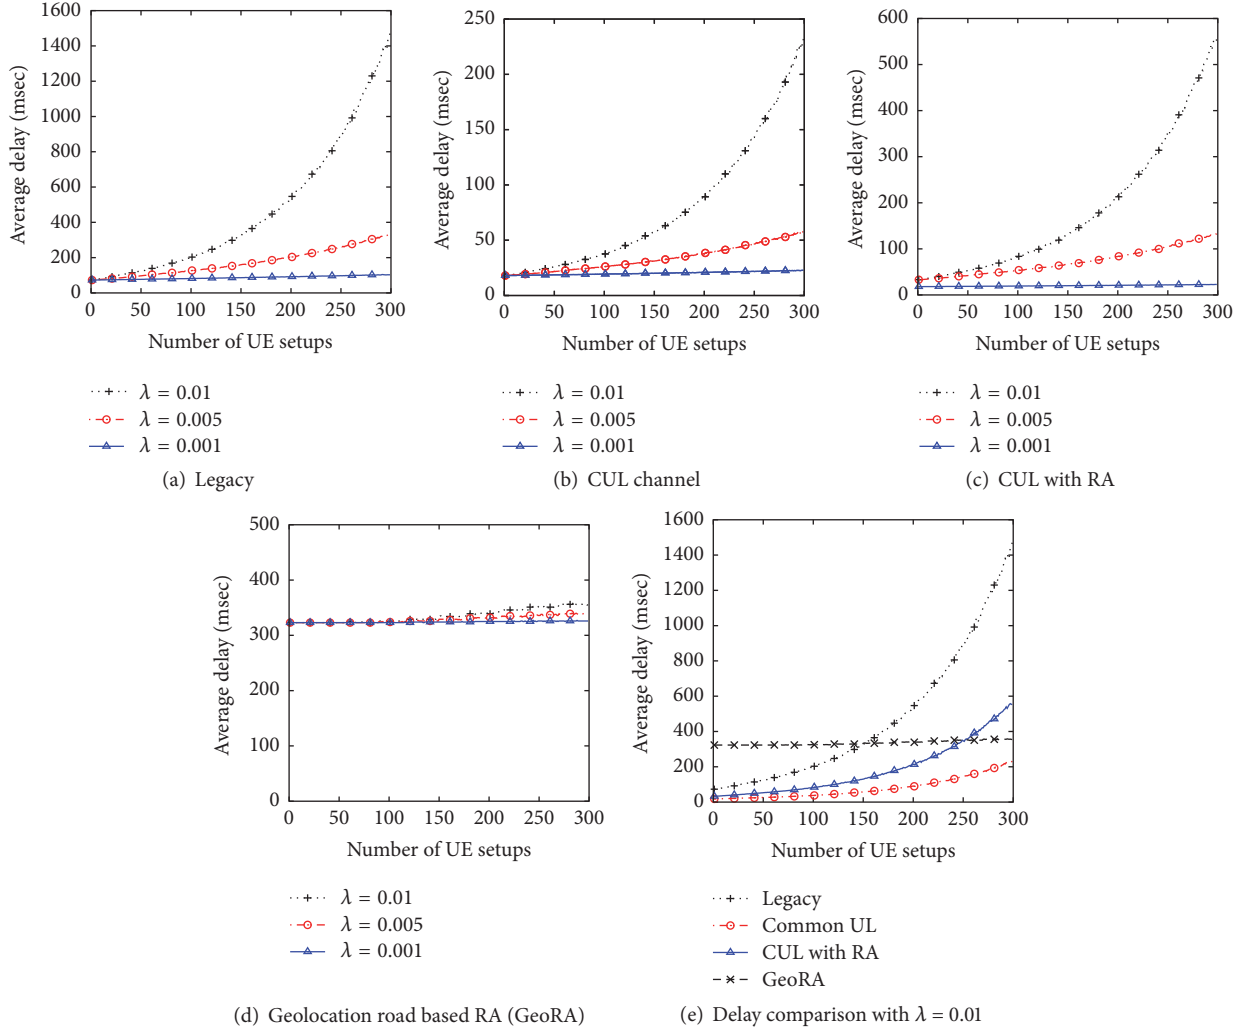 1600
1400
1200
1000
800
600
400
200
0
Average delay (msec)
0 50 100 150 200 250 300
Number of UE setups
λ = 0.01
λ = 0.005
λ = 0.001
(a) Legacy
250
200
150
100
50
0
Average delay (msec)
0 50 100 150 200 250 300
Number of UE setups
λ = 0.01
λ = 0.005
λ = 0.001
(b) CUL channel
600
500
400
300
200
100
0
Average delay (msec)
0 50 100 150 200 250 300
Number of UE setups
λ = 0.01
λ = 0.005
λ = 0.001
(c) CUL with RA
500
400
300
200
100
0
Average delay (msec)
0 50 100 150 200 250 300
Number of UE setups
λ = 0.01
λ = 0.005
λ = 0.001
(d) Geolocation road based RA (GeoRA)
1600
1400
1200
1000
800
600
400
200
0
Average delay (msec)
0 50 100 150 200 250 300
Number of UE setups
Legacy
Common UL
CUL with RA
GeoRA
(e) Delay comparison with λ = 0.01